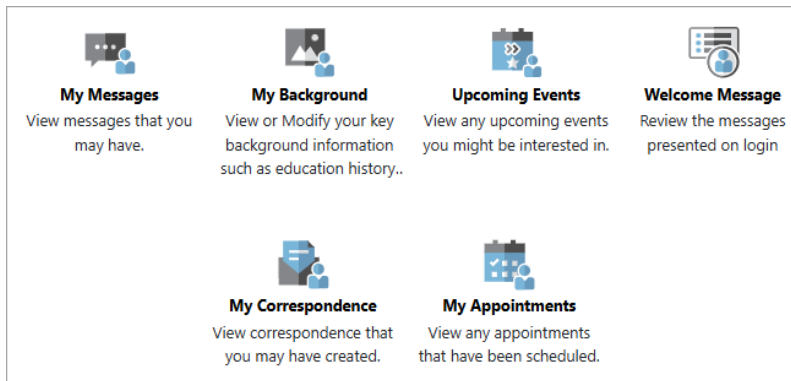 My Messages
View messages that you
may have.
My Background
View or Modify your key
background information
such as education history..
Upcoming Events
View any upcoming events
you might be interested in.
Welcome Message
Review the messages
presented on login
My Correspondence
View correspondence that
you may have created.
My Appointments
View any appointments
that have been scheduled.